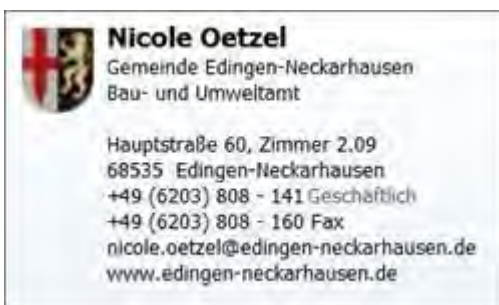 Nicole Oetzel
Gemeinde Edingen-Neckarhausen
Bau- und Umweltamt
Hauptstraße 60, Zimmer 2.09
68535 Edingen-Neckarhausen
+49 (6203) 808 - 141 Geschäftlich
+49 (6203) 808 - 160 Fax
nicole.oetzel@edingen-neckarhausen.de
www.edingen-neckarhausen.de